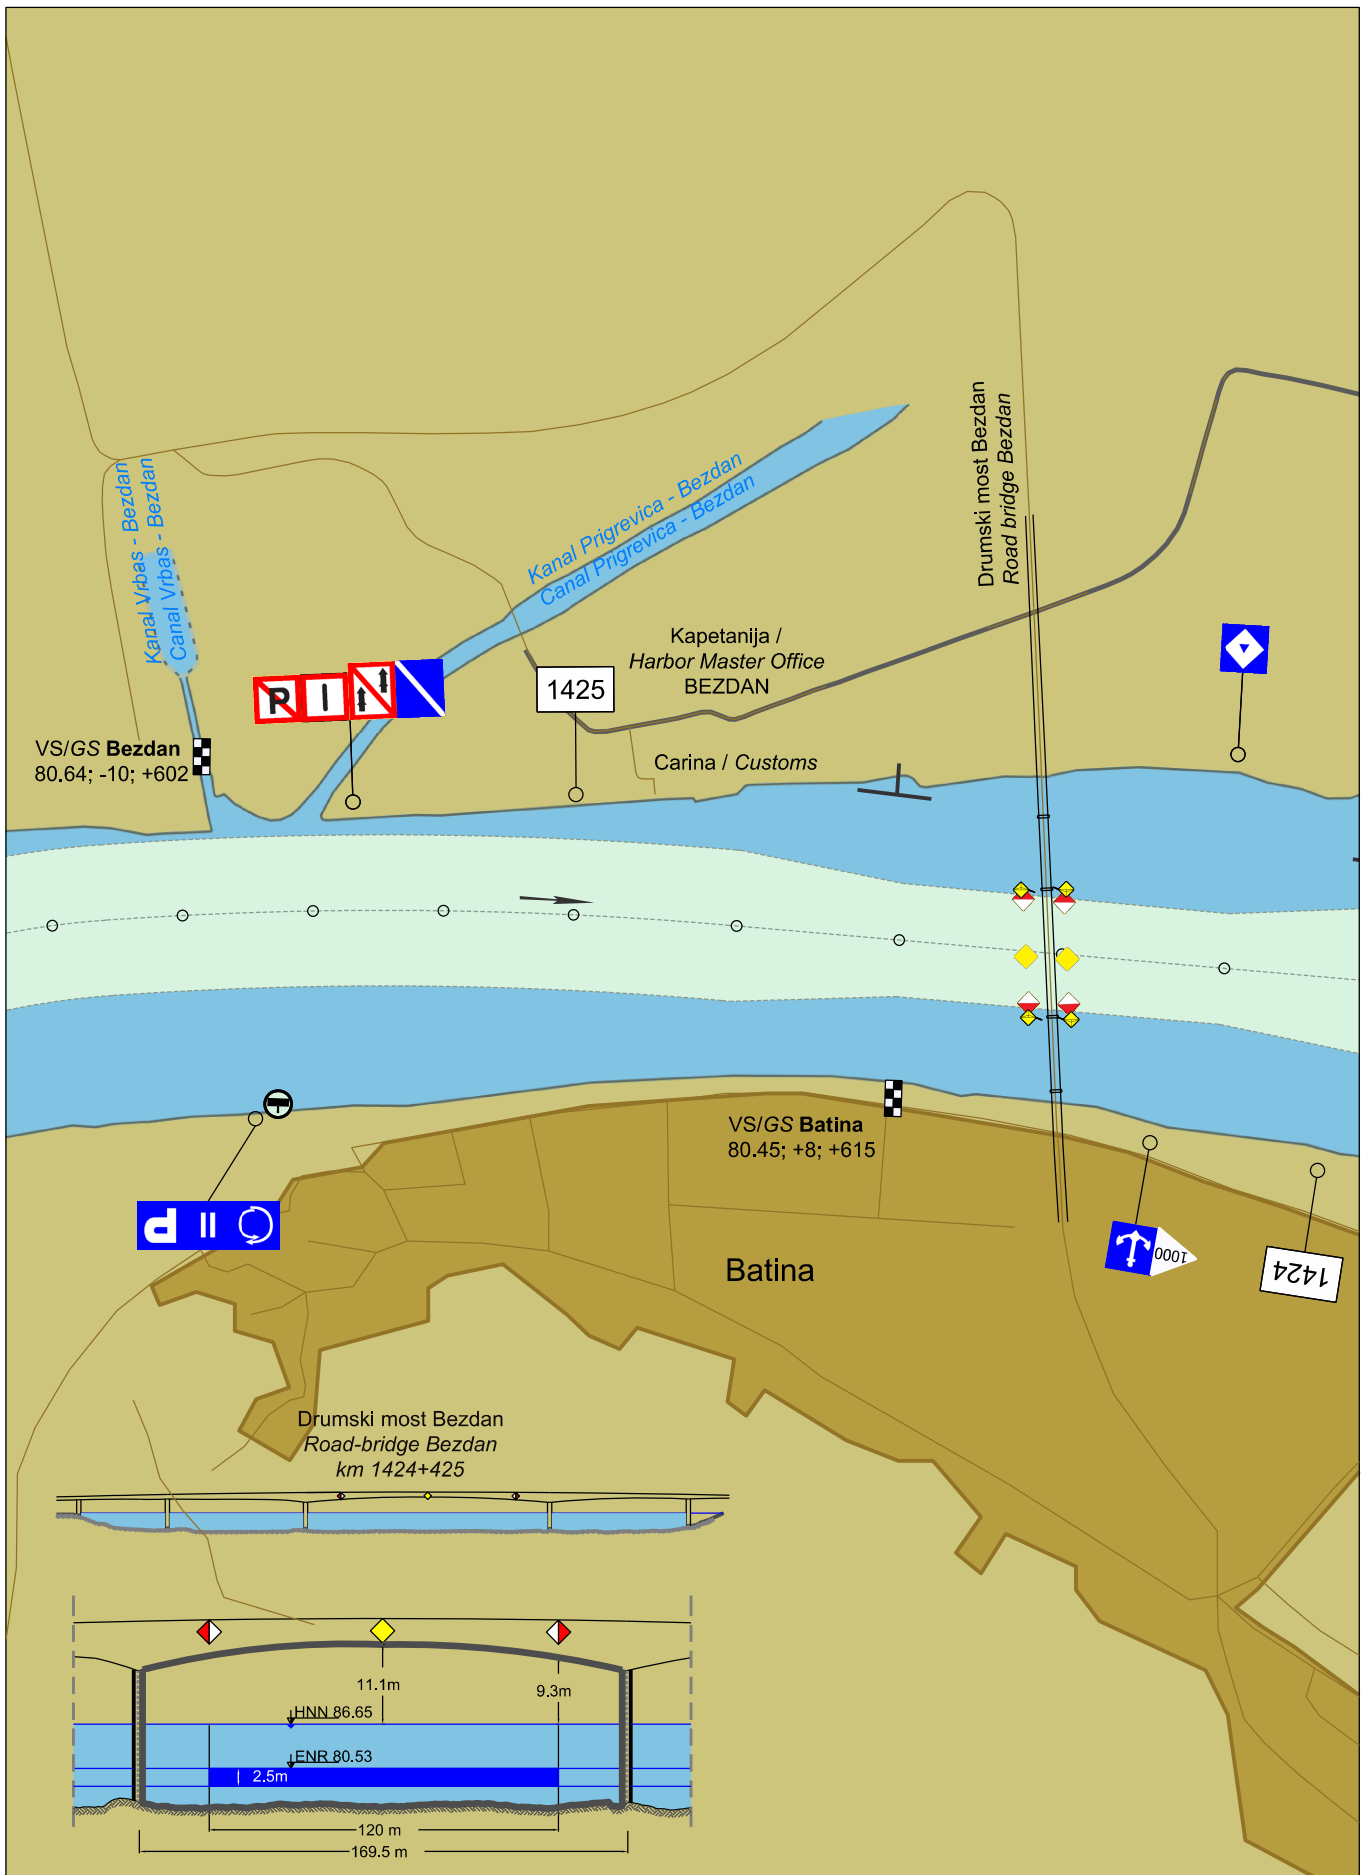 Drumski most Bezdan
Road bridge Bezdan
Kanal Vrbas - Bezdan
Canal Vrbas - Bezdan
Kanal Prigrevica - Bezdan
Canal Prigrevica - Bezdan
Kapetanija /
Harbor Master Office
BEZDAN
P
1425
VS/GS Bezdan
80.64; -10; +602
Carina / Customs
VS/GS Batina
80.45; +8; +615
P
1000
1424
Batina
Drumski most Bezdan
Road-bridge Bezdan
km 1424+425
11.1m
9.3m
HNN 86.65
ENR 80.53
2.5m
120 m
169.5 m